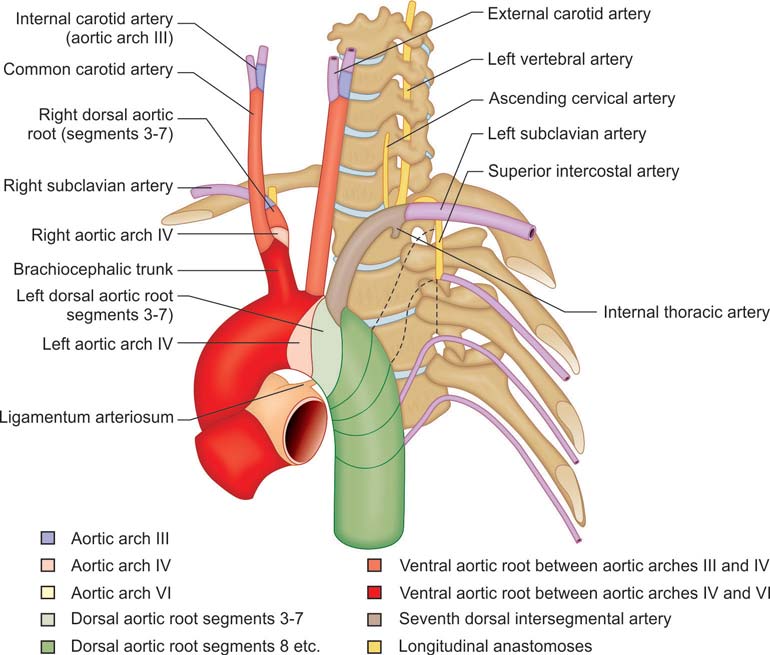 Internal carotid artery
(aortic arch III)
Common carotid artery
Right dorsal aortic
root (segments 3-7)
Right subclavian artery
Right aortic arch IV
Brachiocephalic trunk
Left dorsal aortic root
segments 3-7)
Left aortic arch IV
Ligamentum arteriosum
External carotid artery
Left vertebral artery
Ascending cervical artery
Left subclavian artery
Superior intercostal artery
Internal thoracic artery
Aortic arch III
Aortic arch IV
Aortic arch VI
Dorsal aortic root segments 3-7
Dorsal aortic root segments 8 etc.
Ventral aortic root between aortic arches III and IV
Ventral aortic root between aortic arches IV and VI
Seventh dorsal intersegmental artery
Longitudinal anastomoses